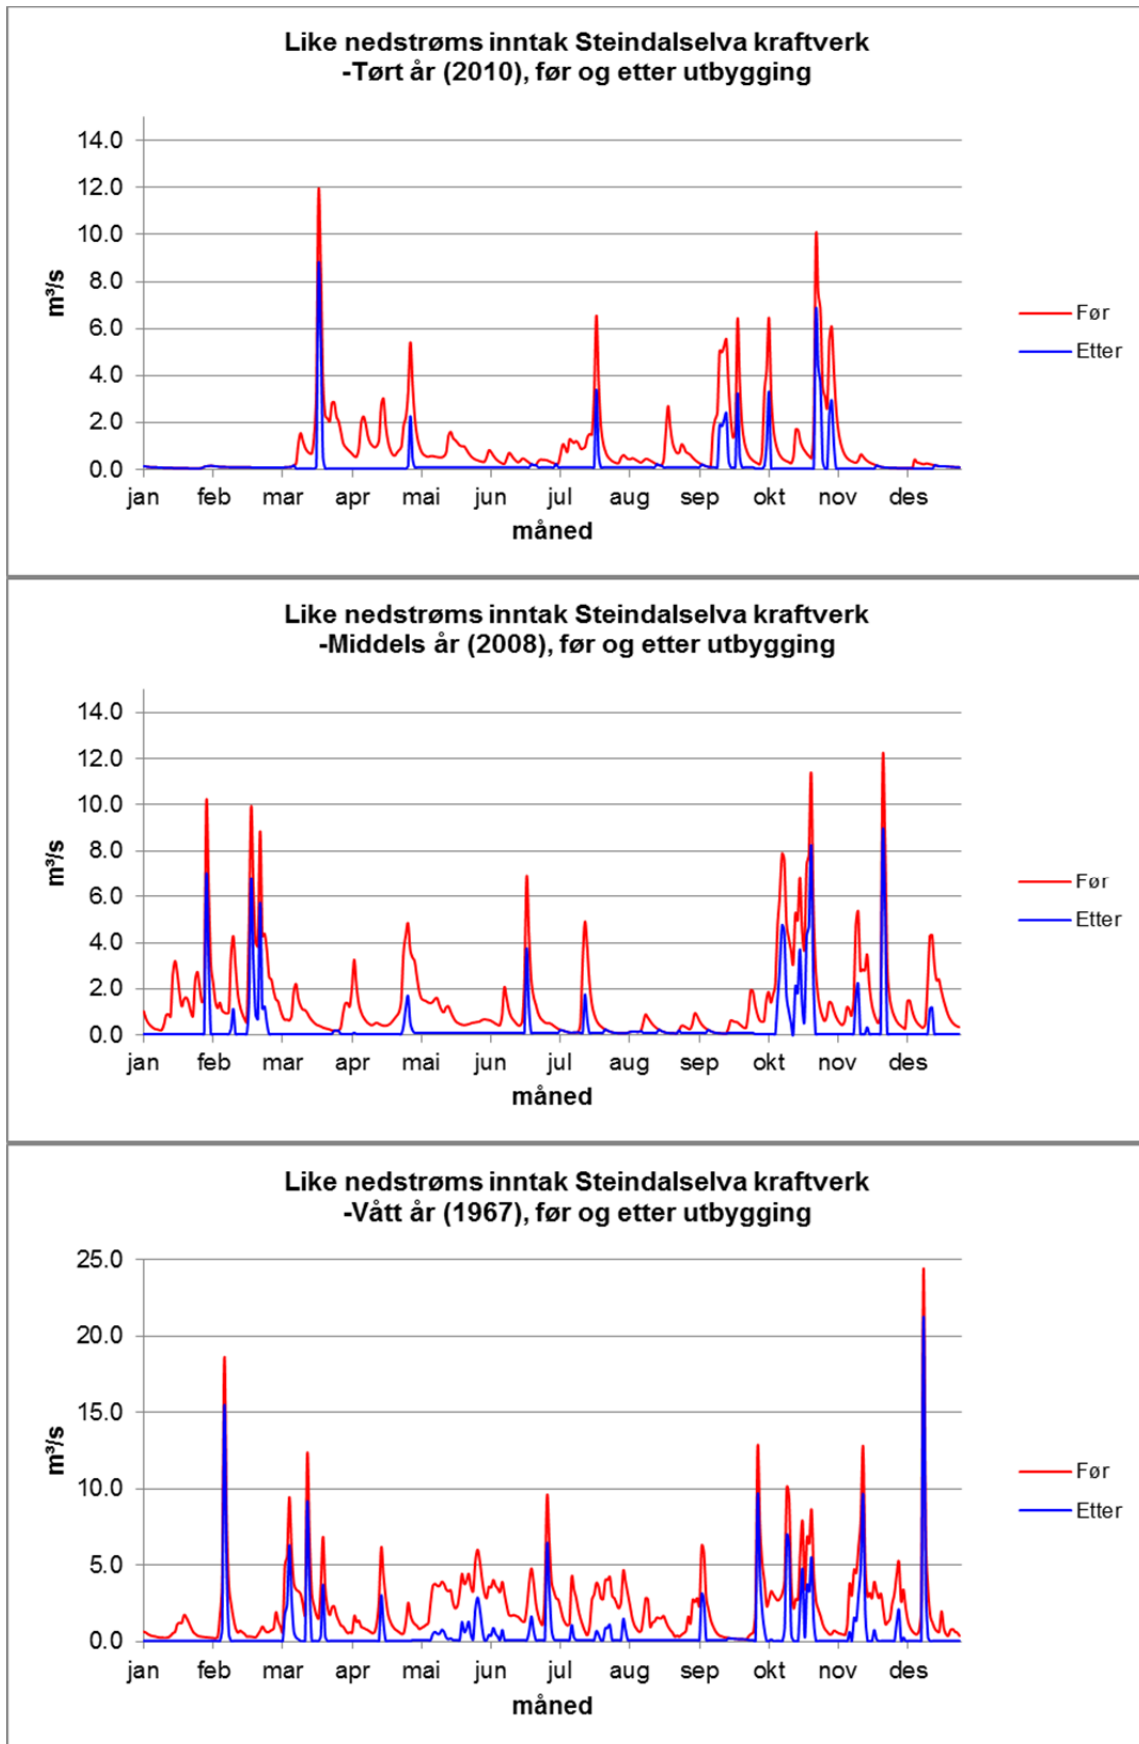 Like nedstrøms inntak Steindalselva kraftverk
-Tørt år (2010), før og etter utbygging
14.0
12.0
10.0
8.0
6.0
4.0
2.0
0.0
m³/s
jan feb mar apr mai jun jul aug sep okt nov des
måned
Før
Etter
Like nedstrøms inntak Steindalselva kraftverk
-Middels år (2008), før og etter utbygging
14.0
12.0
10.0
8.0
6.0
4.0
2.0
0.0
m³/s
jan feb mar apr mai jun jul aug sep okt nov des
måned
Før
Etter
Like nedstrøms inntak Steindalselva kraftverk
-Vått år (1967), før og etter utbygging
25.0
20.0
15.0
10.0
5.0
0.0
m³/s
jan feb mar apr mai jun jul aug sep okt nov des
måned
Før
Etter